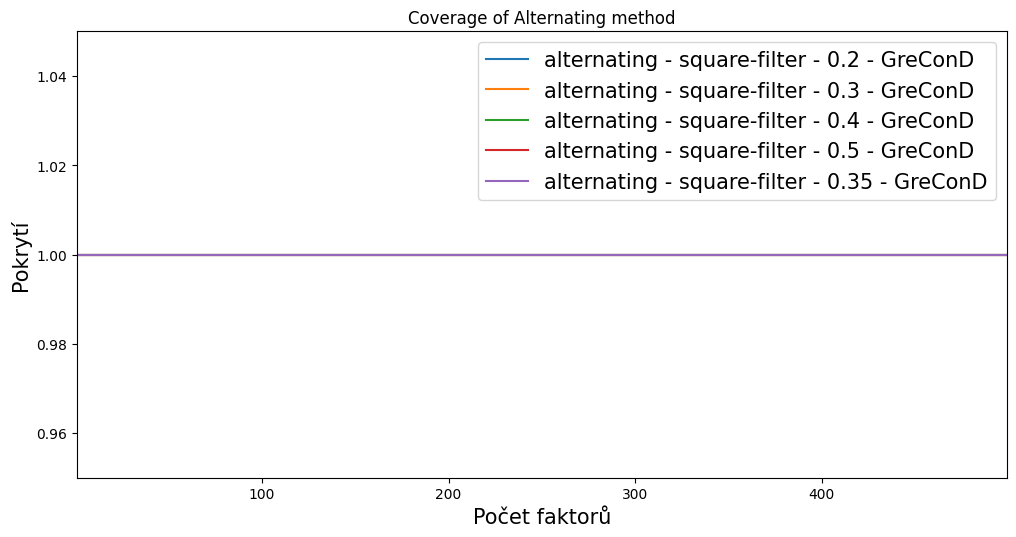 Coverage of Alternating method
alternating - square-filter - 0.2 - GreConD
alternating - square-filter - 0.3 - GreConD
alternating - square-filter - 0.4 - GreConD
alternating - square-filter - 0.5 - GreConD
alternating - square-filter - 0.35 - GreConD
Pokrytí
1.04
1.02
1.00
0.98
0.96
100 200 300 400
Počet faktorů